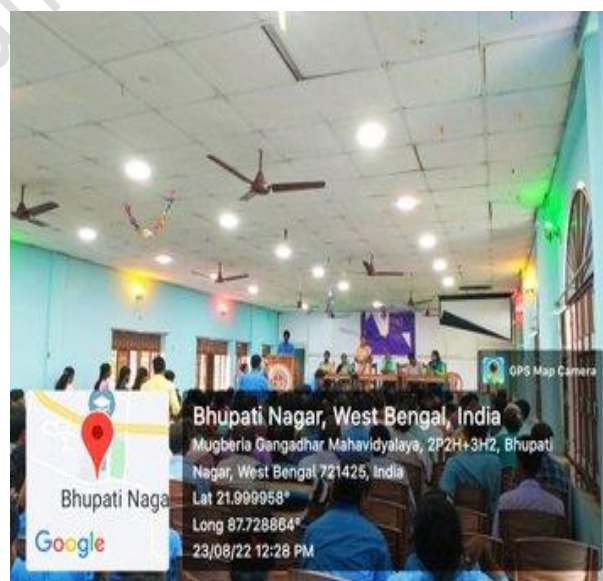 GPS Map Camera
Bhupati Nagar, West Bengal, India
Mugberia Gangadhar Mahavidyalaya, 2P2H+3H2, Bhupati
Nagar, West Bengal 721425, India
Lat 21.999958°
Long 87.728864°
23/08/22 12:28 PM
Bhupati Naga
Google